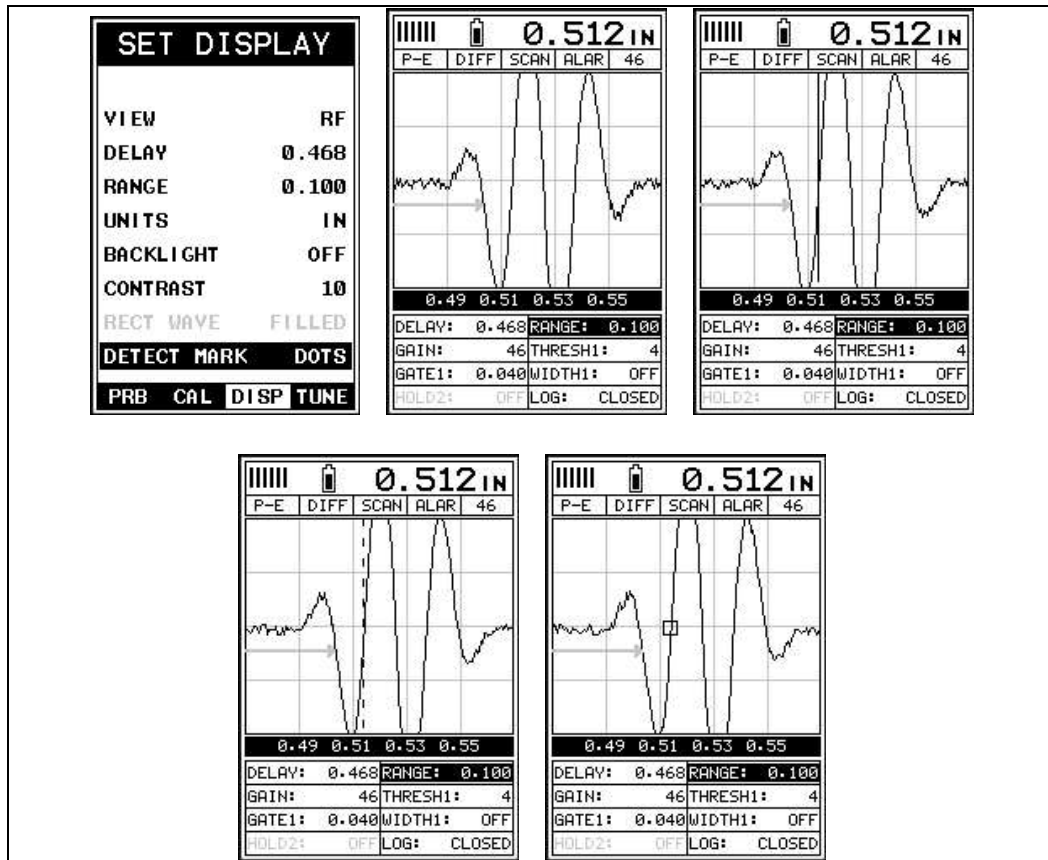 SET DISPLAY
VIEW RF
DELAY 0.468
RANGE 0.100
UNITS IN
BACKLIGHT OFF
CONTRAST 10
RECT WAVE FILLED
DETECT MARK DOTS
PRB CAL DISP TUNE
0.512 IN
P-E DIFF SCAN ALAR 46
0.49 0.51 0.53 0.55
DELAY: 0.468 RANGE: 0.100
GAIN: 46 THRESH1: 4
GATE1: 0.040 WIDTH1: OFF
HOLD2: OFF LOG: CLOSED
0.512 IN
P-E DIFF SCAN ALAR 46
0.49 0.51 0.53 0.55
DELAY: 0.468 RANGE: 0.100
GAIN: 46 THRESH1: 4
GATE1: 0.040 WIDTH1: OFF
HOLD2: OFF LOG: CLOSED
0.512 IN
P-E DIFF SCAN ALAR 46
0.49 0.51 0.53 0.55
DELAY: 0.468 RANGE: 0.100
GAIN: 46 THRESH1: 4
GATE1: 0.040 WIDTH1: OFF
HOLD2: OFF LOG: CLOSED
0.512 IN
P-E DIFF SCAN ALAR 46
0.49 0.51 0.53 0.55
DELAY: 0.468 RANGE: 0.100
GAIN: 46 THRESH1: 4
GATE1: 0.040 WIDTH1: OFF
HOLD2: OFF LOG: CLOSED